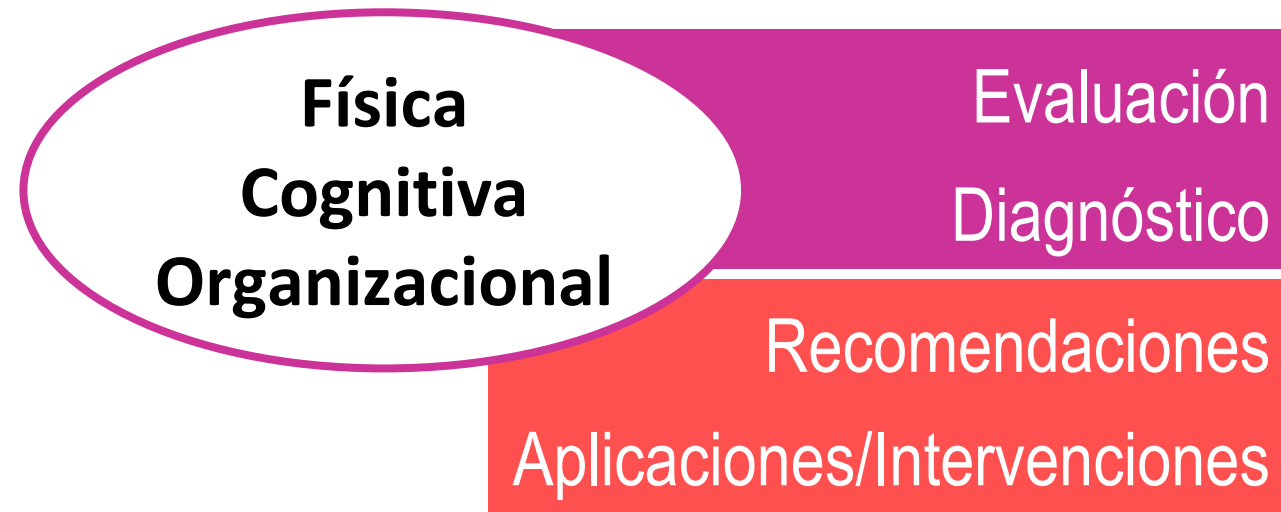 Física
Cognitiva
Organizacional
Evaluación
Diagnóstico
Recomendaciones
Aplicaciones/Intervenciones